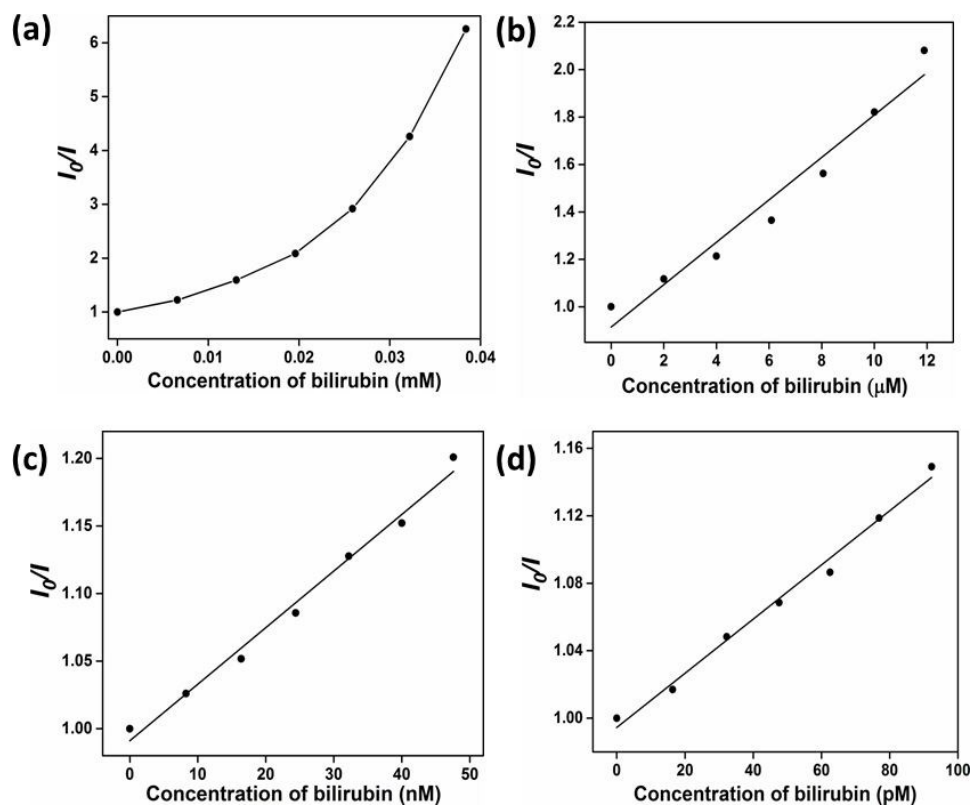 (a)
6
5
4
3
2
1
0.00 0.01 0.02 0.03 0.04
I0/I
Concentration of bilirubin (mM)
(b)
2.2
2.0
1.8
1.6
1.4
1.2
1.0
0 2 4 6 8 10 12
I0/I
Concentration of bilirubin (μM)
(c)
1.20
1.15
1.10
1.05
1.00
0 10 20 30 40 50
I0/I
Concentration of bilirubin (nM)
(d)
1.16
1.12
1.08
1.04
1.00
0 20 40 60 80 100
I0/I
Concentration of bilirubin (pM)